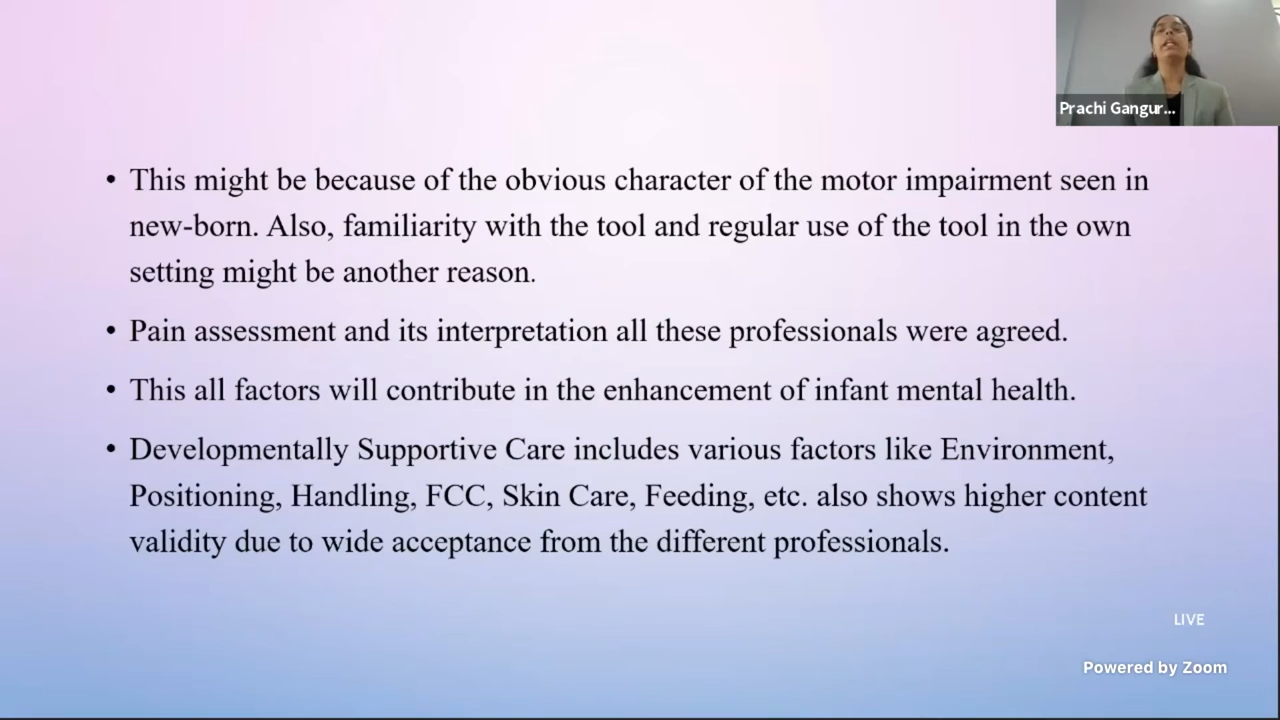 Prachi Gangur...
• This might be because of the obvious character of the motor impairment seen in
new-born. Also, familiarity with the tool and regular use of the tool in the own
setting might be another reason.
• Pain assessment and its interpretation all these professionals were agreed.
• This all factors will contribute in the enhancement of infant mental health.
• Developmentally Supportive Care includes various factors like Environment,
Positioning, Handling, FCC, Skin Care, Feeding, etc. also shows higher content
validity due to wide acceptance from the different professionals.
LIVE
Powered by Zoom